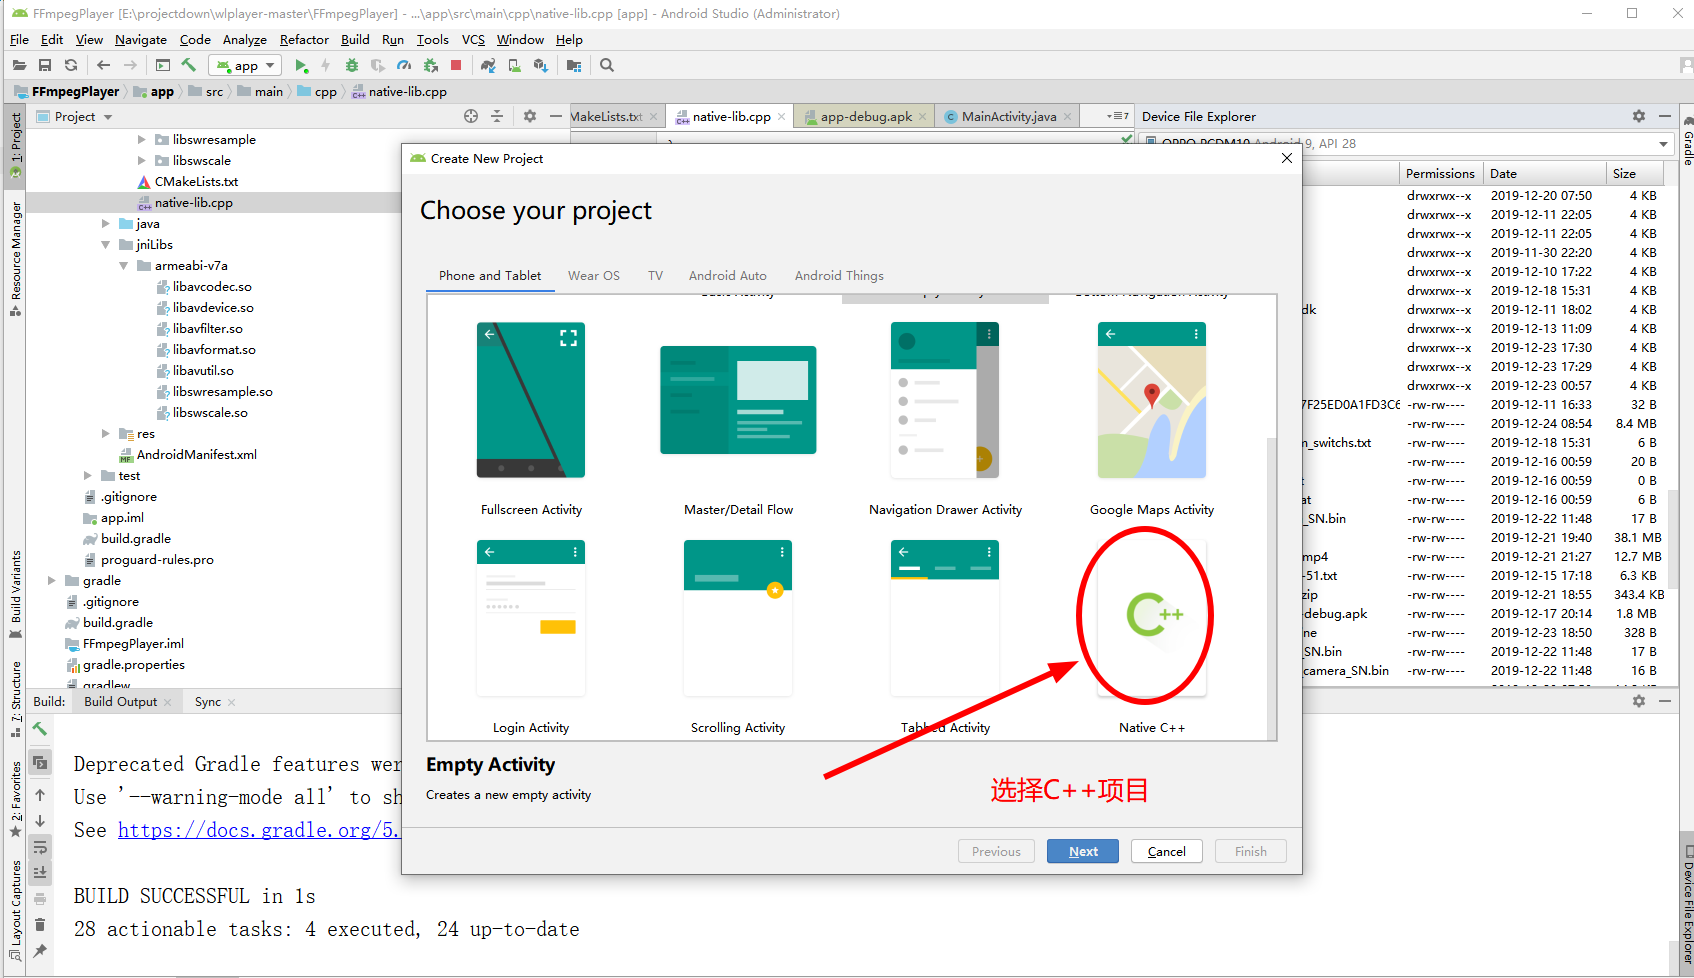 FFmpegPlayer [E:\projectdown\wlplayer-master\FFmpegPlayer] - ...\app\src\main\cpp\native-lib.cpp [app] - Android Studio (Administrator)
File Edit View Navigate Code Analyze Refactor Build Run Tools VCS Window Help
app
FFmpegPlayer app src main cpp native-lib.cpp
1: Project
Resource Manager
Build Variants
7: Structure
2: Favorites
Layout Captures
Project
libswresample
libswscale
CMakeLists.txt
native-lib.cpp
java
jniLibs
armeabi-v7a
libavcodec.so
libavdevice.so
libavfilter.so
libavformat.so
libavutil.so
libswresample.so
libswscale.so
res
AndroidManifest.xml
test
.gitignore
app.iml
build.gradle
proguard-rules.pro
gradle
.gitignore
build.gradle
FFmpegPlayer.iml
gradle.properties
gradlew
MakeLists.txt native-lib.cpp app-debug.apk MainActivity.java 7
Create New Project
Choose your project
Phone and Tablet Wear OS TV Android Auto Android Things
Fullscreen Activity Master/Detail Flow Navigation Drawer Activity Google Maps Activity
C++
Login Activity Scrolling Activity Tabbed Activity Native C++
Empty Activity
Creates a new empty activity
选择C++项目
Previous Next Cancel Finish
Device File Explorer
OPPO PCDM10 Android 9, API 28
Permissions Date Size
drwxrwx--x 2019-12-20 07:50 4 KB
drwxrwx--x 2019-12-11 22:05 4 KB
drwxrwx--x 2019-12-11 22:05 4 KB
drwxrwx--x 2019-11-30 22:20 4 KB
drwxrwx--x 2019-12-10 17:22 4 KB
drwxrwx--x 2019-12-18 15:31 4 KB
dk drwxrwx--x 2019-12-11 18:02 4 KB
drwxrwx--x 2019-12-13 11:09 4 KB
drwxrwx--x 2019-12-23 17:30 4 KB
drwxrwx--x 2019-12-23 17:29 4 KB
drwxrwx--x 2019-12-23 00:57 4 KB
7F25ED0A1FD3C6 -rw-rw---- 2019-12-11 16:33 32 B
-rw-rw---- 2019-12-24 08:54 8.4 MB
_switchs.txt -rw-rw---- 2019-12-18 15:31 6 B
-rw-rw---- 2019-12-16 00:59 20 B
t -rw-rw---- 2019-12-16 00:59 0 B
at -rw-rw---- 2019-12-16 00:59 6 B
_SN.bin -rw-rw---- 2019-12-22 11:48 17 B
-rw-rw---- 2019-12-21 19:40 38.1 MB
mp4 -rw-rw---- 2019-12-21 21:27 12.7 MB
-51.txt -rw-rw---- 2019-12-15 17:18 6.3 KB
zip -rw-rw---- 2019-12-21 18:55 343.4 KB
-debug.apk -rw-rw---- 2019-12-17 20:14 1.8 MB
ne -rw-rw---- 2019-12-23 18:50 328 B
_SN.bin -rw-rw---- 2019-12-22 11:48 17 B
camera_SN.bin -rw-rw---- 2019-12-22 11:48 16 B
Gradle
Device File Explorer
Build: Build Output Sync
Deprecated Gradle features wer
Use '--warning-mode all' to sh
See https://docs.gradle.org/5.
BUILD SUCCESSFUL in 1s
28 actionable tasks: 4 executed, 24 up-to-date